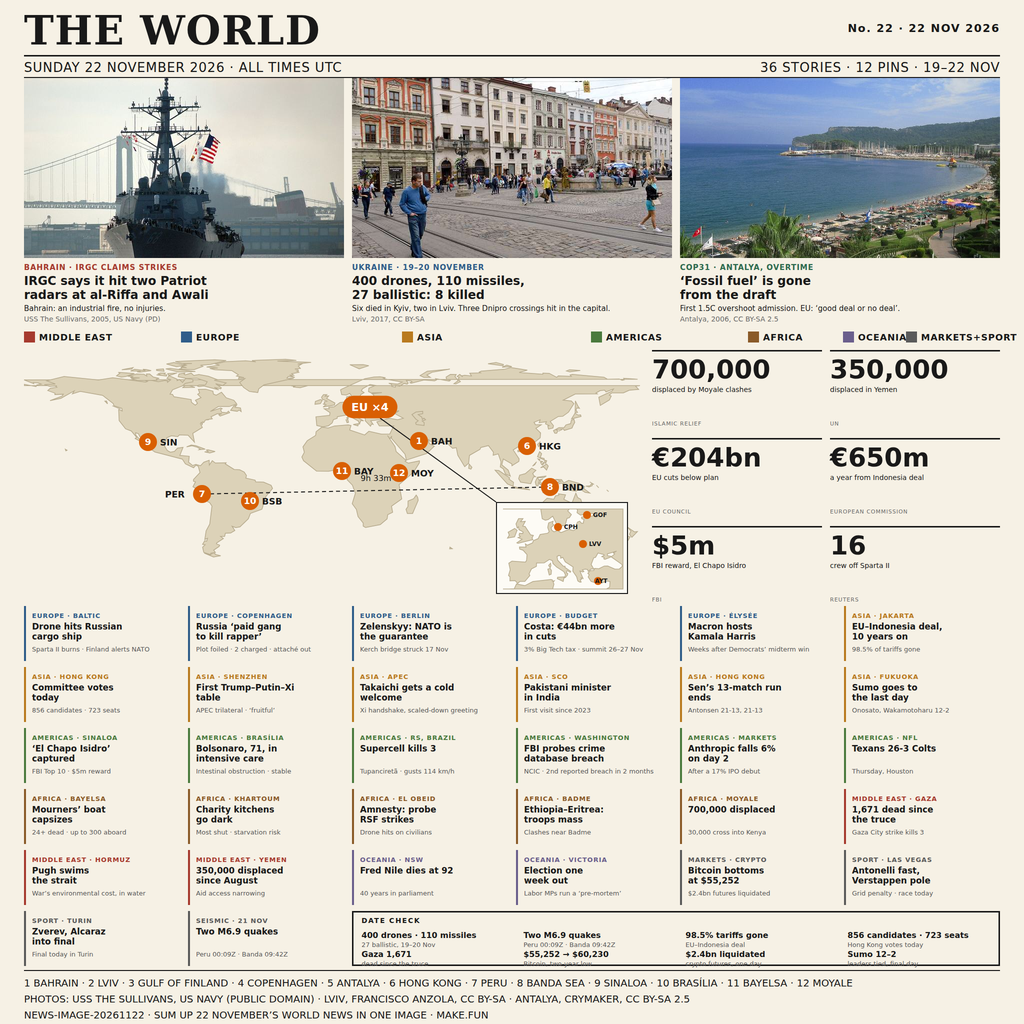 THE WORLD
No. 22 · 22 NOV 2026
SUNDAY 22 NOVEMBER 2026 · ALL TIMES UTC
36 STORIES · 12 PINS · 19–22 NOV
BAHRAIN · IRGC CLAIMS STRIKES
IRGC says it hit two Patriot
radars at al-Riffa and Awali
Bahrain: an industrial fire, no injuries.
USS The Sullivans, 2005, US Navy (PD)
UKRAINE · 19–20 NOVEMBER
400 drones, 110 missiles,
27 ballistic: 8 killed
Six died in Kyiv, two in Lviv. Three Dnipro crossings hit in the capital.
Lviv, 2017, CC BY-SA
COP31 · ANTALYA, OVERTIME
‘Fossil fuel’ is gone
from the draft
First 1.5C overshoot admission. EU: ‘good deal or no deal’.
Antalya, 2006, CC BY-SA 2.5
MIDDLE EAST
EUROPE
ASIA
AMERICAS
AFRICA
OCEANIA
MARKETS+SPORT
EU ×4
9 SIN
1 BAH
6 HKG
11 BAY
12 MOY
9h 33m
PER 7
8 BND
10 BSB
GOF
CPH
LVV
AYT
700,000
displaced by Moyale clashes
ISLAMIC RELIEF
350,000
displaced in Yemen
UN
€204bn
EU cuts below plan
EU COUNCIL
€650m
a year from Indonesia deal
EUROPEAN COMMISSION
$5m
FBI reward, El Chapo Isidro
FBI
16
crew off Sparta II
REUTERS
EUROPE · BALTIC
Drone hits Russian
cargo ship
Sparta II burns · Finland alerts NATO
EUROPE · COPENHAGEN
Russia ‘paid gang
to kill rapper’
Plot foiled · 2 charged · attaché out
EUROPE · BERLIN
Zelenskyy: NATO is
the guarantee
Kerch bridge struck 17 Nov
EUROPE · BUDGET
Costa: €44bn more
in cuts
3% Big Tech tax · summit 26–27 Nov
EUROPE · ÉLYSÉE
Macron hosts
Kamala Harris
Weeks after Democrats’ midterm win
ASIA · JAKARTA
EU–Indonesia deal,
10 years on
98.5% of tariffs gone
ASIA · HONG KONG
Committee votes
today
856 candidates · 723 seats
ASIA · SHENZHEN
First Trump–Putin–Xi
table
APEC trilateral · ‘fruitful’
ASIA · APEC
Takaichi gets a cold
welcome
Xi handshake, scaled-down greeting
ASIA · SCO
Pakistani minister
in India
First visit since 2023
ASIA · HONG KONG
Sen’s 13-match run
ends
Antonsen 21-13, 21-13
ASIA · FUKUOKA
Sumo goes to
the last day
Onosato, Wakamotoharu 12-2
AMERICAS · SINALOA
‘El Chapo Isidro’
captured
FBI Top 10 · $5m reward
AMERICAS · BRASÍLIA
Bolsonaro, 71, in
intensive care
Intestinal obstruction · stable
AMERICAS · RS, BRAZIL
Supercell kills 3
Tupanciretã · gusts 114 km/h
AMERICAS · WASHINGTON
FBI probes crime
database breach
NCIC · 2nd reported breach in 2 months
AMERICAS · MARKETS
Anthropic falls 6%
on day 2
After a 17% IPO debut
AMERICAS · NFL
Texans 26-3 Colts
Thursday, Houston
AFRICA · BAYELSA
Mourners’ boat
capsizes
24+ dead · up to 300 aboard
AFRICA · KHARTOUM
Charity kitchens
go dark
Most shut · starvation risk
AFRICA · EL OBEID
Amnesty: probe
RSF strikes
Drone hits on civilians
AFRICA · BADME
Ethiopia–Eritrea:
troops mass
Clashes near Badme
AFRICA · MOYALE
700,000 displaced
30,000 cross into Kenya
MIDDLE EAST · GAZA
1,671 dead since
the truce
Gaza City strike kills 3
MIDDLE EAST · HORMUZ
Pugh swims
the strait
War’s environmental cost, in water
MIDDLE EAST · YEMEN
350,000 displaced
since August
Aid access narrowing
OCEANIA · NSW
Fred Nile dies at 92
40 years in parliament
OCEANIA · VICTORIA
Election one
week out
Labor MPs run a ‘pre-mortem’
MARKETS · CRYPTO
Bitcoin bottoms
at $55,252
$2.4bn futures liquidated
SPORT · LAS VEGAS
Antonelli fast,
Verstappen pole
Grid penalty · race today
SPORT · TURIN
Zverev, Alcaraz
into final
Final today in Turin
SEISMIC · 21 NOV
Two M6.9 quakes
Peru 00:09Z · Banda 09:42Z
DATE CHECK
400 drones · 110 missiles
27 ballistic, 19–20 Nov
Gaza 1,671
dead since the truce
Two M6.9 quakes
Peru 00:09Z · Banda 09:42Z
$55,252 → $60,230
Bitcoin, two-year low
98.5% tariffs gone
EU–Indonesia deal
$2.4bn liquidated
crypto futures, one day
856 candidates · 723 seats
Hong Kong votes today
Sumo 12–2
leaders tied, final day
1 BAHRAIN · 2 LVIV · 3 GULF OF FINLAND · 4 COPENHAGEN · 5 ANTALYA · 6 HONG KONG · 7 PERU · 8 BANDA SEA · 9 SINALOA · 10 BRASÍLIA · 11 BAYELSA · 12 MOYALE
PHOTOS: USS THE SULLIVANS, US NAVY (PUBLIC DOMAIN) · LVIV, FRANCISCO ANZOLA, CC BY-SA · ANTALYA, CRYMAKER, CC BY-SA 2.5
NEWS-IMAGE-20261122 · SUM UP 22 NOVEMBER’S WORLD NEWS IN ONE IMAGE · MAKE.FUN